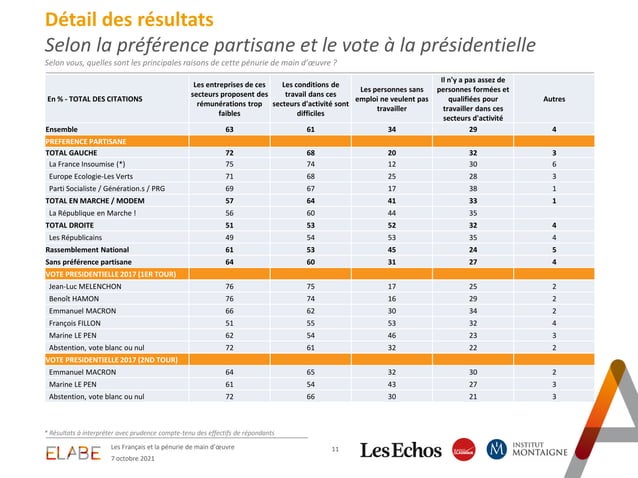 Détail des résultats
Selon la préférence partisane et le vote à la présidentielle
Selon vous, quelles sont les principales raisons de cette pénurie de main d'œuvre ?
En % - TOTAL DES CITATIONS | Les entreprises de ces secteurs proposent des rémunérations trop faibles | Les conditions de travail dans ces secteurs d'activité sont difficiles | Les personnes sans emploi ne veulent pas travailler | Il n'y a pas assez de personnes formées et qualifiées pour travailler dans ces secteurs d'activité | Autres
Ensemble 63 61 34 29 4
PREFERENCE PARTISANE
TOTAL GAUCHE 72 68 20 32 3
La France Insoumise (*) 75 74 12 30 6
Europe Ecologie-Les Verts 71 68 25 28 3
Parti Socialiste / Génération.s / PRG 69 67 17 38 1
TOTAL EN MARCHE / MODEM 57 64 41 33 1
La République en Marche ! 56 60 44 35
TOTAL DROITE 51 53 52 32 4
Les Républicains 49 54 53 35 4
Rassemblement National 61 53 45 24 5
Sans préférence partisane 64 60 31 27 4
VOTE PRESIDENTIELLE 2017 (1ER TOUR)
Jean-Luc MELENCHON 76 75 17 25 2
Benoît HAMON 76 74 16 29 2
Emmanuel MACRON 66 62 30 34 2
François FILLON 51 55 53 32 4
Marine LE PEN 62 54 46 23 3
Abstention, vote blanc ou nul 72 61 32 22 2
VOTE PRESIDENTIELLE 2017 (2ND TOUR)
Emmanuel MACRON 64 65 32 30 2
Marine LE PEN 61 54 43 27 3
Abstention, vote blanc ou nul 72 66 30 21 3
* Résultats à interpréter avec prudence compte-tenu des effectifs de répondants
ELABE
Les Français et la pénurie de main d'œuvre
7 octobre 2021
11
Les Echos
RADIO CLASSIQUE
M
INSTITUT
MONTAIGNE